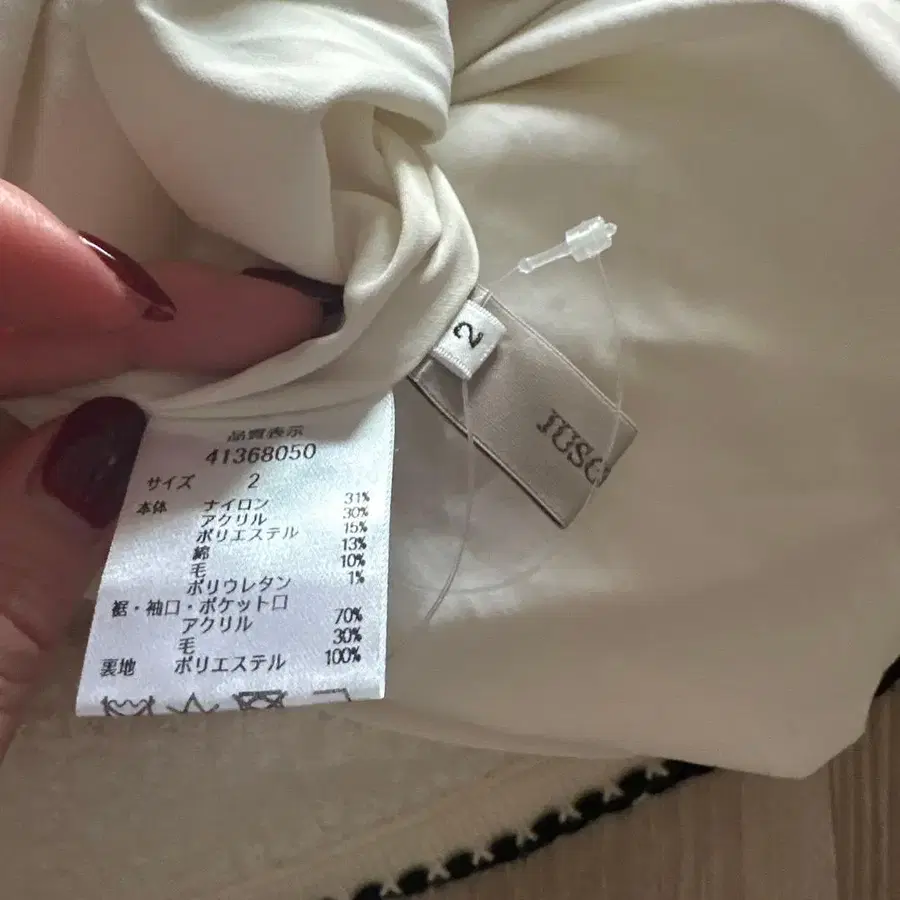 品質表示
41368050
サイズ 2
本体 ナイロン 31%
アクリル 30%
ポリエステル 15%
綿 13%
毛 10%
ポリウレタン 1%
裾・袖口・ポケット口
アクリル 70%
毛 30%
裏地 ポリエステル 100%
2